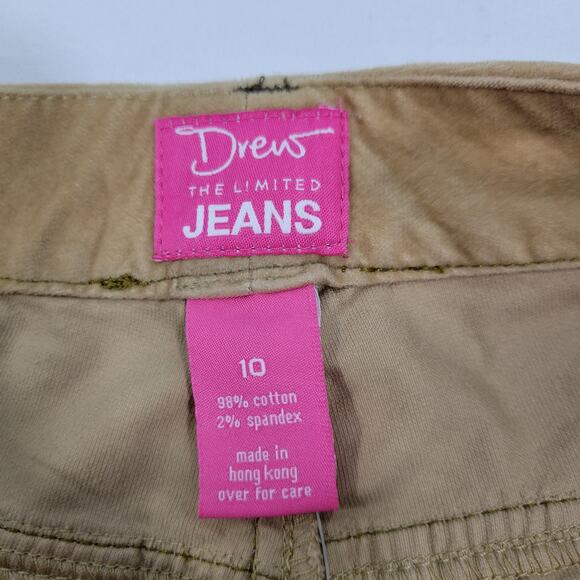 Drew
THE LIMITED
JEANS
10
98% cotton
2% spandex
made in
hong kong
over for care